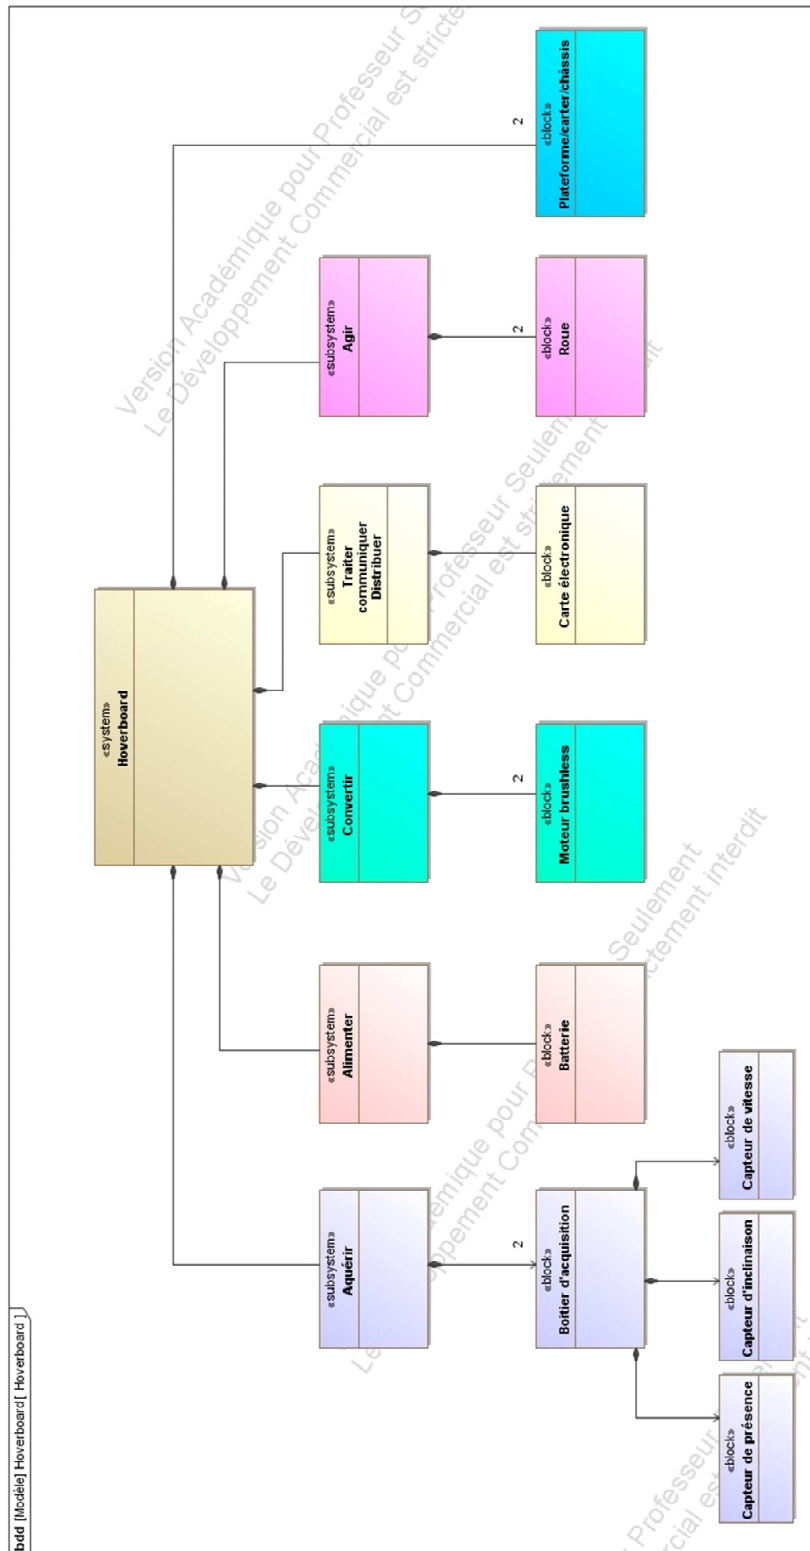 bdd [Modèle] Hoverboard[ Hoverboard ]
«system»
Hoverboard
«subsystem»
Aquérir
«subsystem»
Alimenter
«subsystem»
Convertir
«subsystem»
Traiter
communiquer
Distribuer
«subsystem»
Agir
2
«block»
Boitier d'acquisition
«block»
Batterie
2
«block»
Moteur brushless
«block»
Carte électronique
2
«block»
Roue
2
«block»
Plateforme/carter/châssis
«block»
Capteur de présence
«block»
Capteur d'inclinaison
«block»
Capteur de vitesse
Version Académique pour Professeur Seulement
Le Développement Commercial est strictement interdit